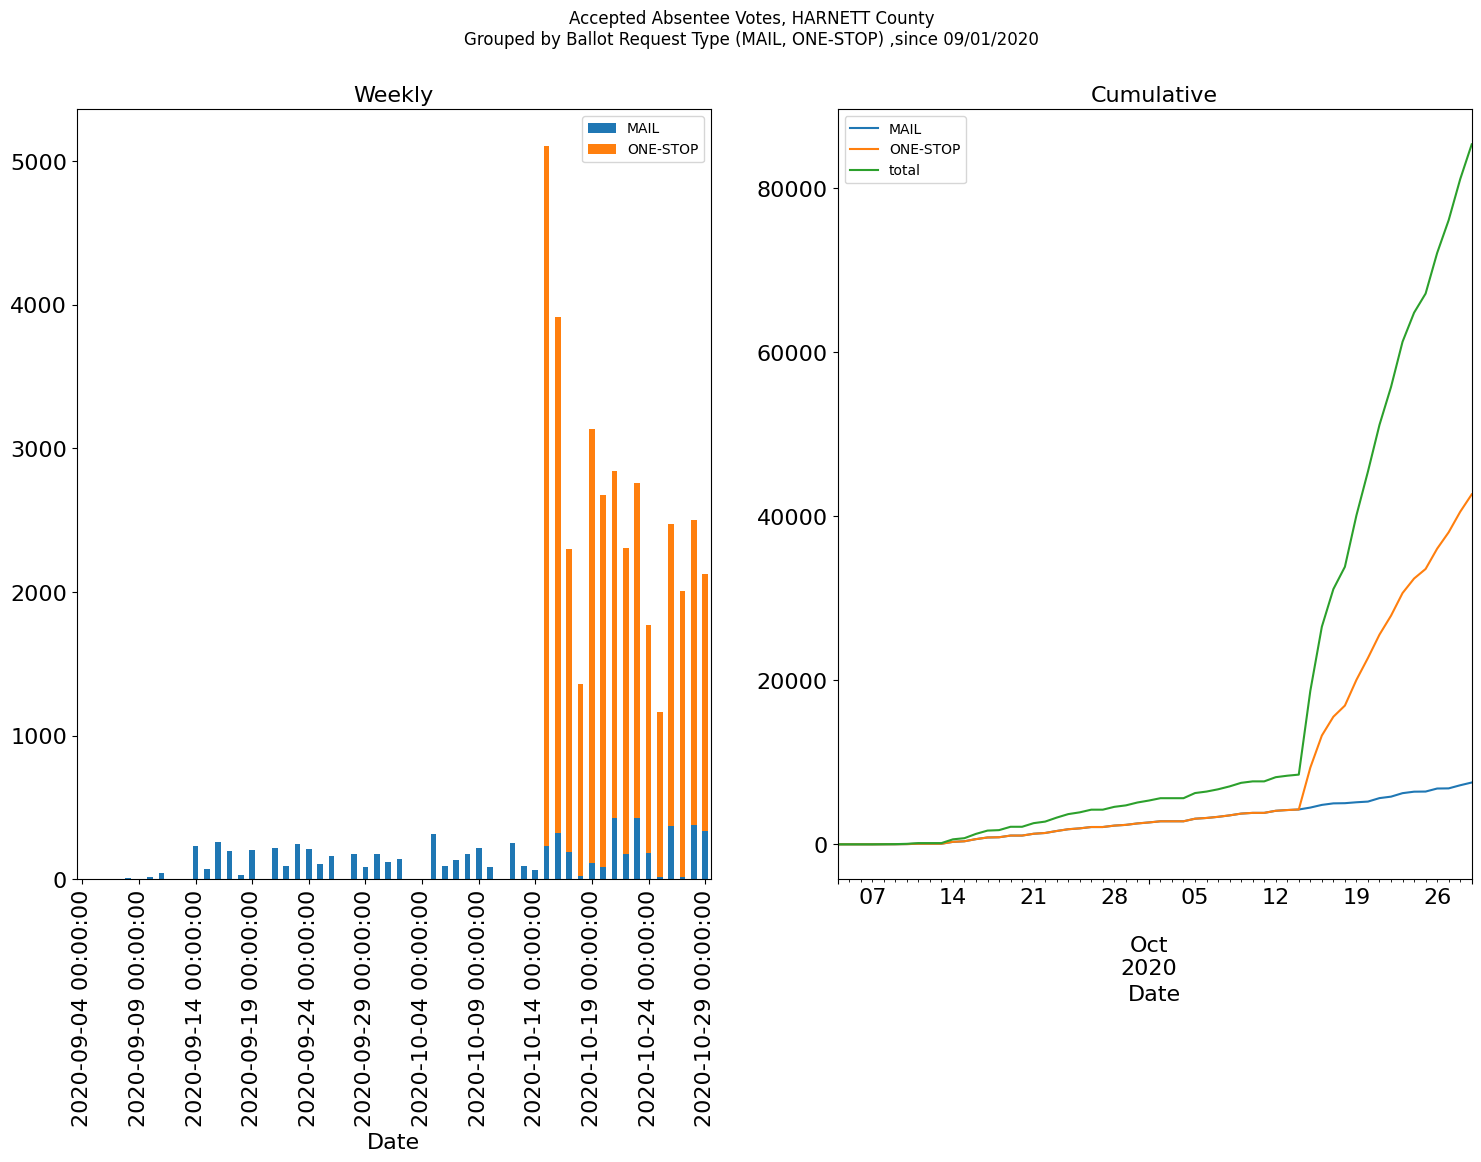 Accepted Absentee Votes, HARNETT County
Grouped by Ballot Request Type (MAIL, ONE-STOP) ,since 09/01/2020
Weekly
MAIL
ONE-STOP
5000
4000
3000
2000
1000
0
2020-09-04 00:00:00
2020-09-09 00:00:00
2020-09-14 00:00:00
2020-09-19 00:00:00
2020-09-24 00:00:00
2020-09-29 00:00:00
2020-10-04 00:00:00
2020-10-09 00:00:00
2020-10-14 00:00:00
2020-10-19 00:00:00
2020-10-24 00:00:00
2020-10-29 00:00:00
Date
Cumulative
MAIL
ONE-STOP
total
80000
60000
40000
20000
0
07 14 21 28 05 12 19 26
Oct
2020
Date